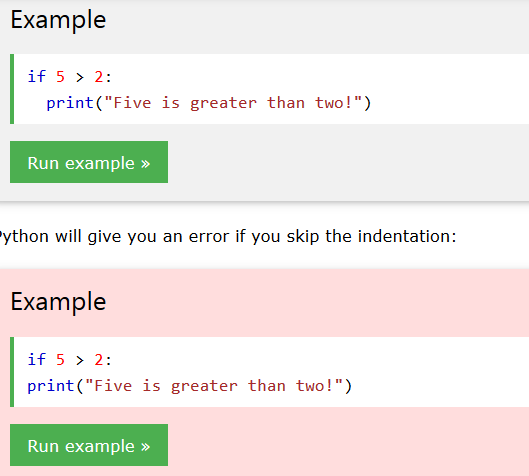 Example
if 5 > 2:
  print("Five is greater than two!")
Run example »
Python will give you an error if you skip the indentation:
Example
if 5 > 2:
print("Five is greater than two!")
Run example »